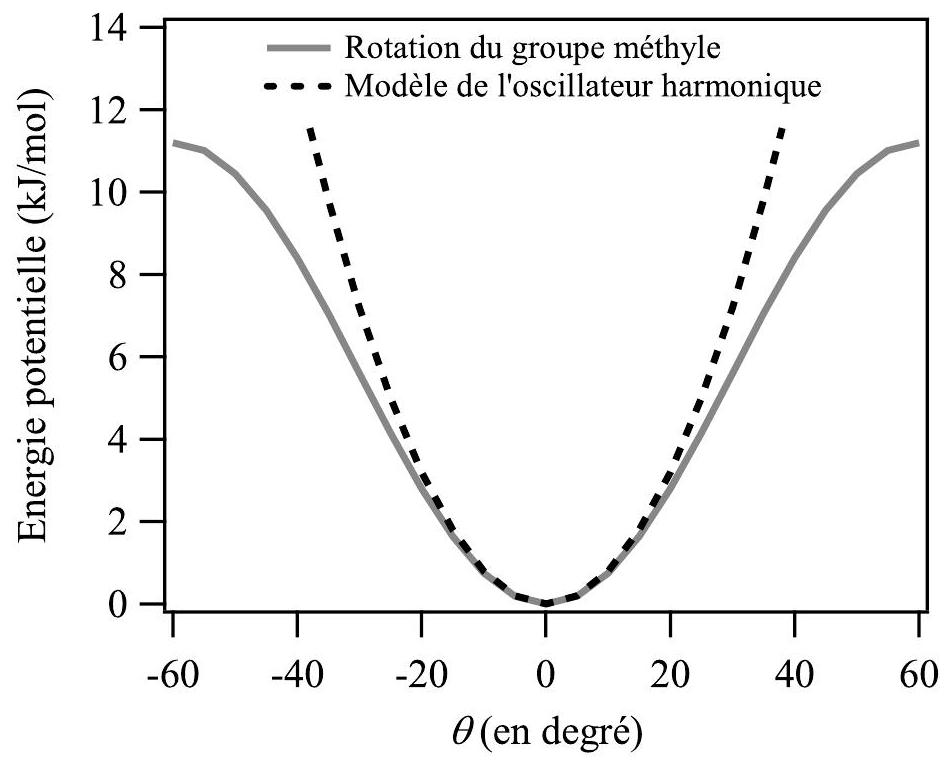 14
12
10
8
6
4
2
0
Energie potentielle (kJ/mol)
Rotation du groupe méthyle
Modèle de l'oscillateur harmonique
-60 -40 -20 0 20 40 60
θ (en degré)